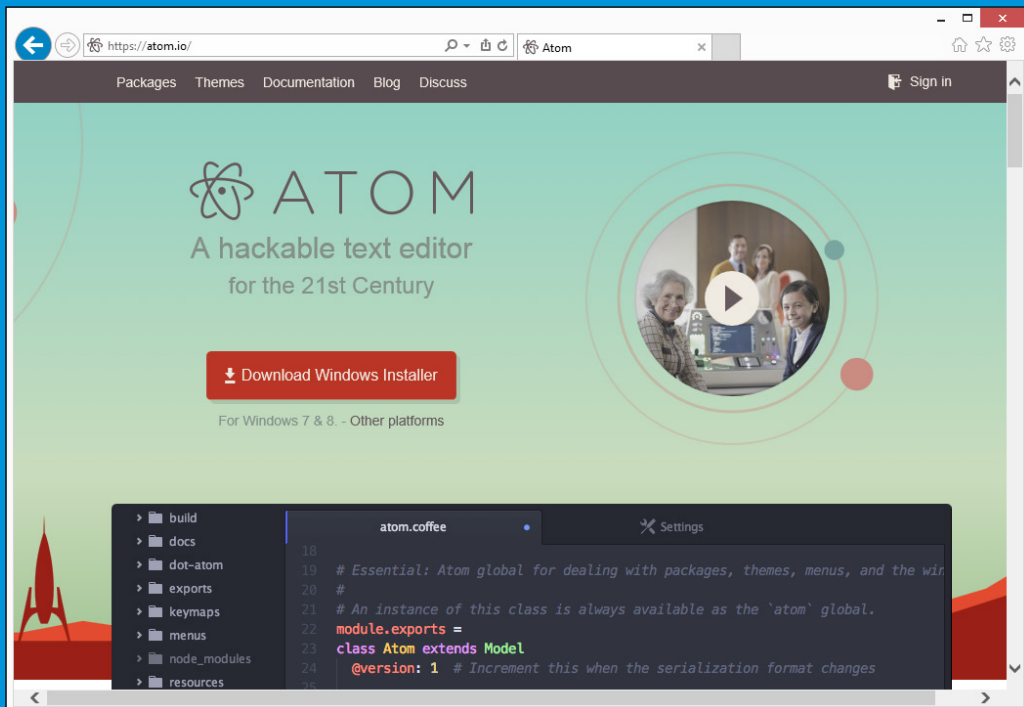 https://atom.io/
Atom
Packages Themes Documentation Blog Discuss Sign in
ATOM
A hackable text editor
for the 21st Century
Download Windows Installer
For Windows 7 & 8. - Other platforms
build
docs
dot-atom
exports
keymaps
menus
node_modules
resources
atom.coffee
Settings
18
19 # Essential: Atom global for dealing with packages, themes, menus, and the win
20 #
21 # An instance of this class is always available as the `atom` global.
22 module.exports =
23 class Atom extends Model
24 @version: 1 # Increment this when the serialization format changes
25